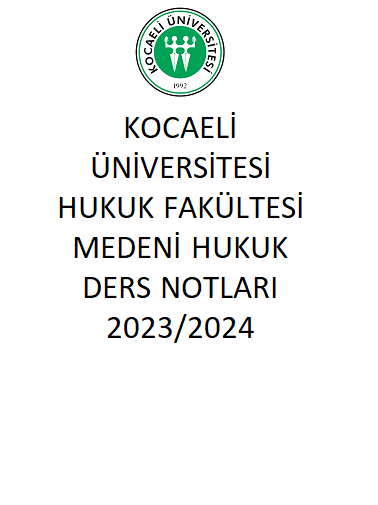 KOCAELİ ÜNİVERSİTESİ
1992
KOCAELİ
ÜNİVERSİTESİ
HUKUK FAKÜLTESİ
MEDENİ HUKUK
DERS NOTLARI
2023/2024